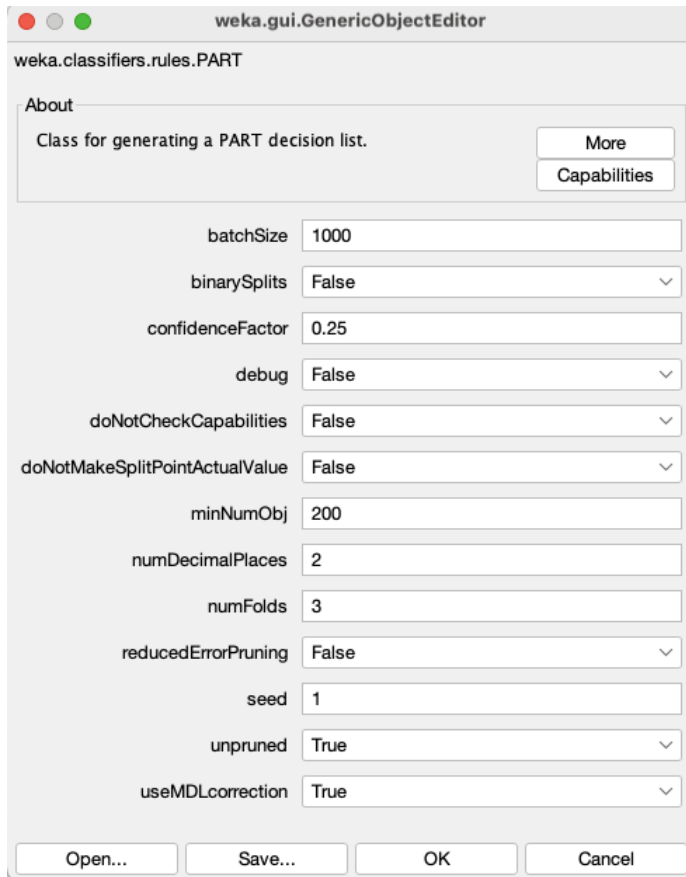 weka.gui.GenericObjectEditor
weka.classifiers.rules.PART
About
Class for generating a PART decision list.
More
Capabilities
batchSize 1000
binarySplits False
confidenceFactor 0.25
debug False
doNotCheckCapabilities False
doNotMakeSplitPointActualValue False
minNumObj 200
numDecimalPlaces 2
numFolds 3
reducedErrorPruning False
seed 1
unpruned True
useMDLcorrection True
Open... Save... OK Cancel